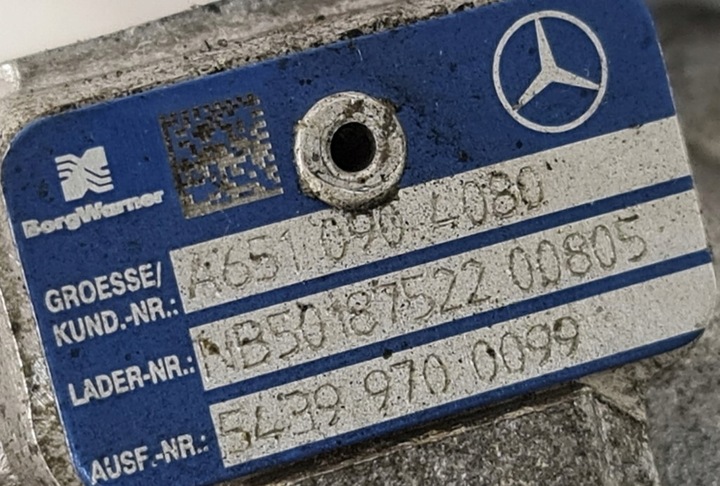 BorgWarner
GROESSE/
KUND.-NR.: A651 090 4080
LADER-NR.: NB50187522 00805
AUSF.-NR.: 5439 970 0099